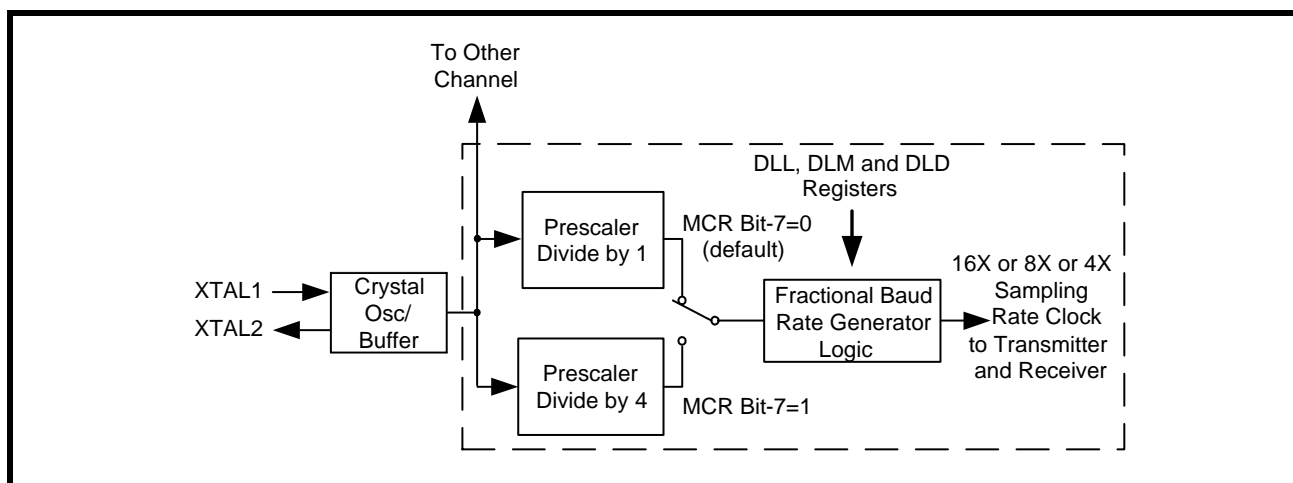 To Other
Channel
DLL, DLM and DLD
Registers
Prescaler
Divide by 1
MCR Bit-7=0
(default)
16X or 8X or 4X
Sampling
Rate Clock
to Transmitter
and Receiver
XTAL1
XTAL2
Crystal
Osc/
Buffer
Fractional Baud
Rate Generator
Logic
Prescaler
Divide by 4
MCR Bit-7=1